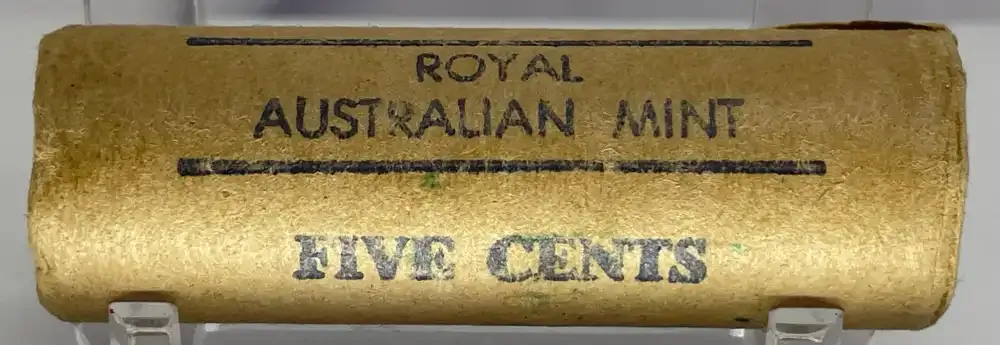 ROYAL
AUSTRALIAN MINT
FIVE CENTS